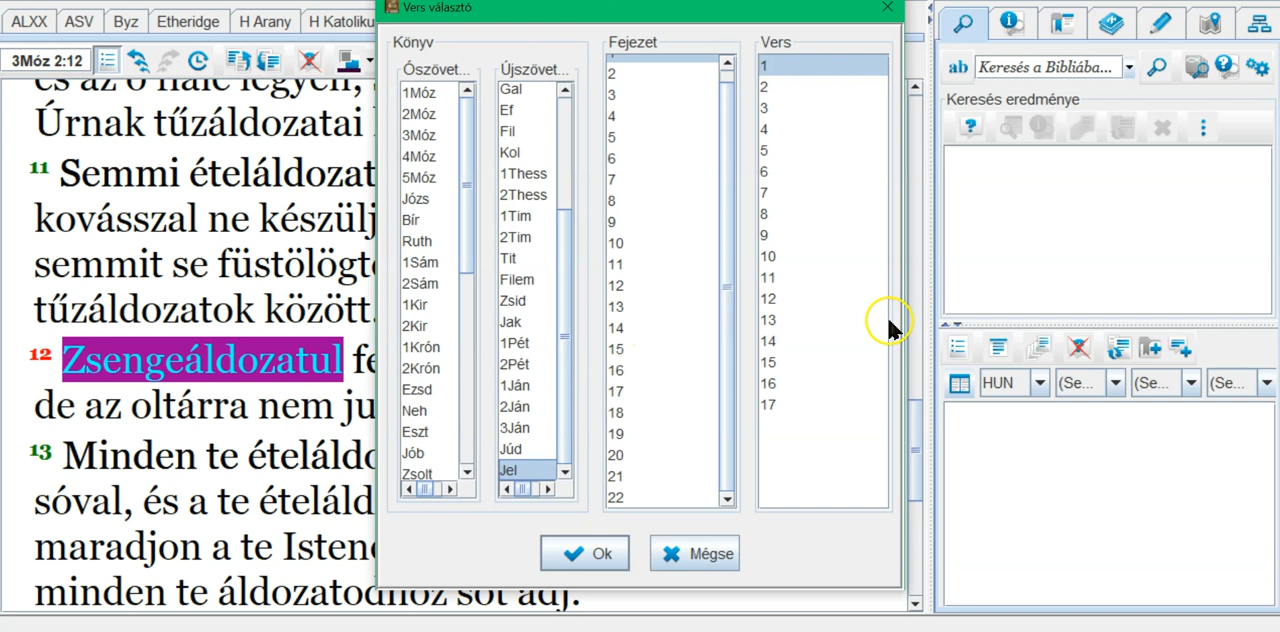 Vers választó
ALXX ASV Byz Etheridge H Arany H Katoliku
3Móz 2:12
Úrnak tűzáldozatai
11 Semmi ételáldozat
kovásszal ne készülj
semmit se füstölögt
tűzáldozatok között.
12 Zsengeáldozatul fe
de az oltárra nem ju
13 Minden te ételáldo
sóval, és a te ételáld
maradjon a te Istene
minden te áldozatodhoz sót adj.
Könyv
Ószövet...
1Móz
2Móz
3Móz
4Móz
5Móz
Józs
Bír
Ruth
1Sám
2Sám
1Kir
2Kir
1Krón
2Krón
Ezsd
Neh
Eszt
Jób
Zsolt
Újszövet...
Gal
Ef
Fil
Kol
1Thess
2Thess
1Tim
2Tim
Tit
Filem
Zsid
Jak
1Pét
2Pét
1Ján
2Ján
3Ján
Júd
Jel
Fejezet
2
3
4
5
6
7
8
9
10
11
12
13
14
15
16
17
18
19
20
21
22
Vers
1
2
3
4
5
6
7
8
9
10
11
12
13
14
15
16
17
Ok Mégse
ab Keresés a Bibliába...
Keresés eredménye
HUN (Se... (Se... (Se...